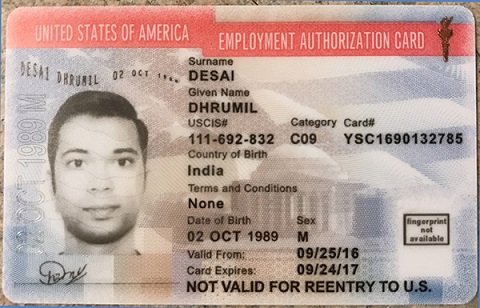 UNITED STATES OF AMERICA
EMPLOYMENT AUTHORIZATION CARD
DESAI DHRUMIL 02 OCT
Surname
DESAI
Given Name
DHRUMIL
USCIS# Category Card#
111-692-832 C09 YSC1690132785
Country of Birth
India
Terms and Conditions
None
Date of Birth Sex
02 OCT 1989 M
Valid From: 09/25/16
Card Expires: 09/24/17
NOT VALID FOR REENTRY TO U.S.
fingerprint
not
available
02 OCT 1989 M